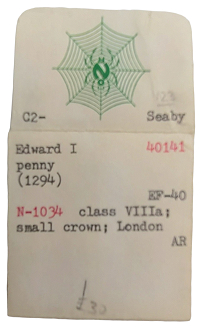 N
C2- Seaby
Edward I 40141
penny
(1294)
EF-40
N-1034 class VIIIa;
small crown; London
AR